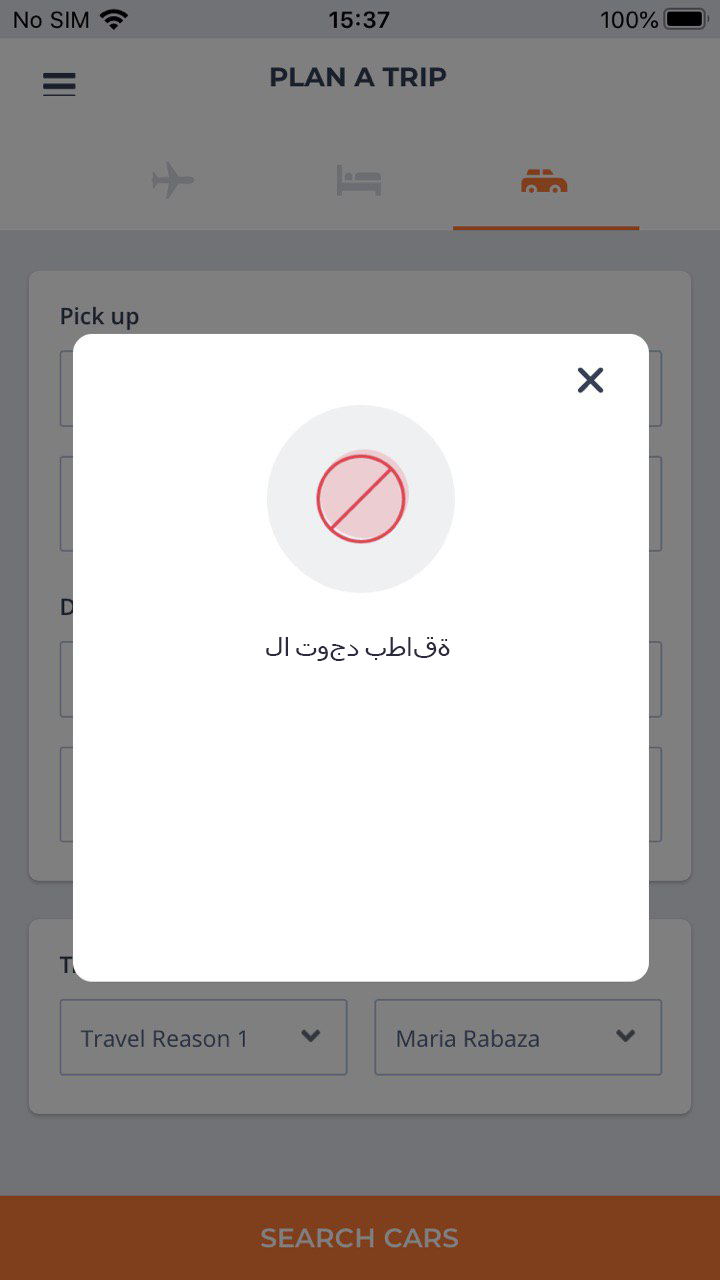 No SIM 15:37 100%
PLAN A TRIP
Pick up
ةقاطب دجوت ال
D
Travel Reason 1 Maria Rabaza
SEARCH CARS